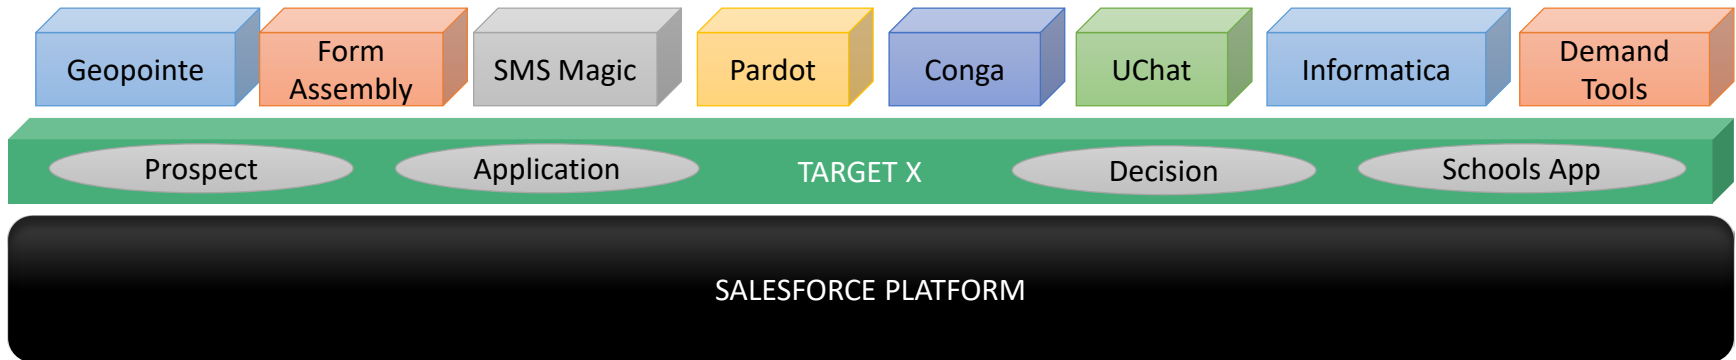 Geopointe
Form
Assembly
SMS Magic
Pardot
Conga
UChat
Informatica
Demand
Tools
Prospect
Application
TARGET X
Decision
Schools App
SALESFORCE PLATFORM